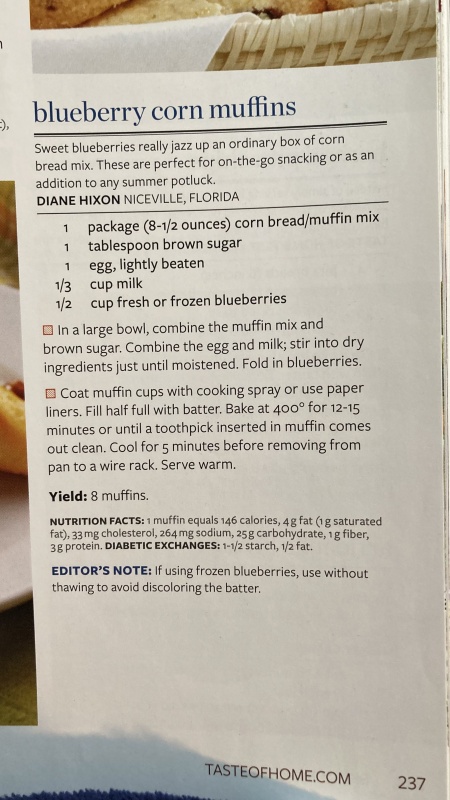 blueberry corn muffins
Sweet blueberries really jazz up an ordinary box of corn
bread mix. These are perfect for on-the-go snacking or as an
addition to any summer potluck.
DIANE HIXON NICEVILLE, FLORIDA
1 package (8-1/2 ounces) corn bread/muffin mix
1 tablespoon brown sugar
1 egg, lightly beaten
1/3 cup milk
1/2 cup fresh or frozen blueberries
In a large bowl, combine the muffin mix and
brown sugar. Combine the egg and milk; stir into dry
ingredients just until moistened. Fold in blueberries.
Coat muffin cups with cooking spray or use paper
liners. Fill half full with batter. Bake at 400° for 12-15
minutes or until a toothpick inserted in muffin comes
out clean. Cool for 5 minutes before removing from
pan to a wire rack. Serve warm.
Yield: 8 muffins.
NUTRITION FACTS: 1 muffin equals 146 calories, 4 g fat (1 g saturated
fat), 33 mg cholesterol, 264 mg sodium, 25 g carbohydrate, 1 g fiber,
3 g protein. DIABETIC EXCHANGES: 1-1/2 starch, 1/2 fat.
EDITOR'S NOTE: If using frozen blueberries, use without
thawing to avoid discoloring the batter.
TASTEOFHOME.COM 237